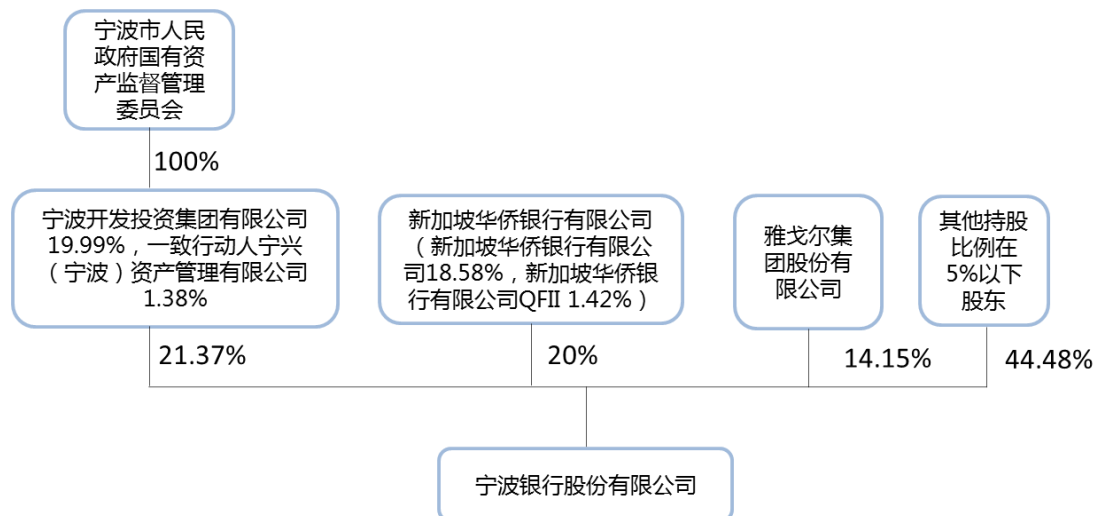 宁波市人民
政府国有资
产监督管理
委员会
100%
宁波开发投资集团有限公司
19.99%，一致行动人宁兴
（宁波）资产管理有限公司
1.38%
新加坡华侨银行有限公司
（新加坡华侨银行有限公
司18.58%，新加坡华侨银
行有限公司QFII 1.42%）
雅戈尔集
团股份有
限公司
其他持股
比例在
5%以下
股东
21.37%
20%
14.15%
44.48%
宁波银行股份有限公司